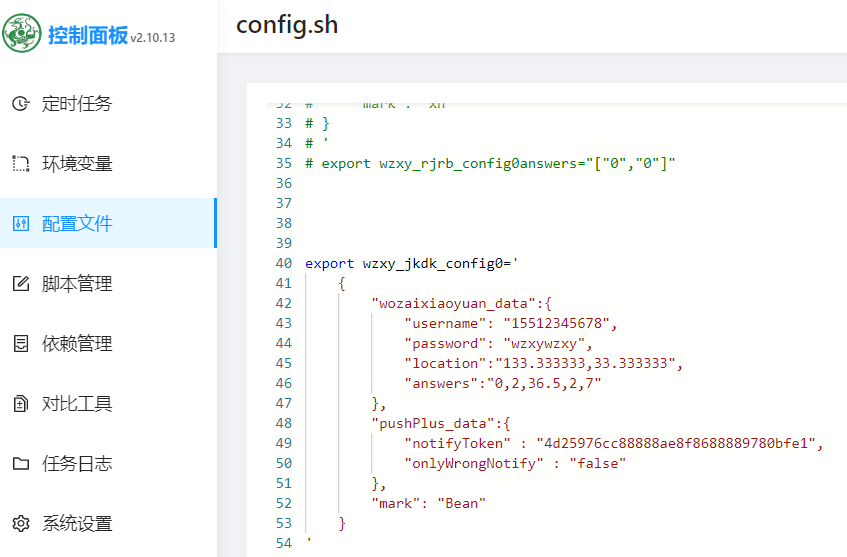 控制面板 v2.10.13
config.sh
定时任务
环境变量
配置文件
脚本管理
依赖管理
对比工具
任务日志
系统设置
33 # }
34 # '
35 # export wzxy_rjrb_config0answers="["0","0"]"
36
37
38
39
40 export wzxy_jkdk_config0='
41 {
42 "wozaixiaoyuan_data":{
43 "username": "15512345678",
44 "password": "wzxywzxy",
45 "location":"133.333333,33.333333",
46 "answers":"0,2,36.5,2,7"
47 },
48 "pushPlus_data":{
49 "notifyToken" : "4d25976cc88888ae8f8688889780bfe1",
50 "onlyWrongNotify" : "false"
51 },
52 "mark": "Bean"
53 }
54 '